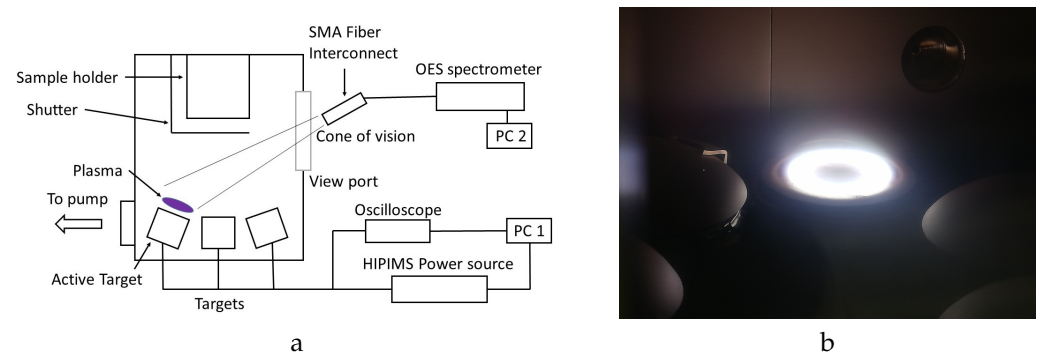 SMA Fiber
Interconnect
OES spectrometer
Sample holder
Shutter
PC 2
Cone of vision
Plasma
View port
To pump
Oscilloscope
PC 1
HIPIMS Power source
Active Target
Targets
a
b